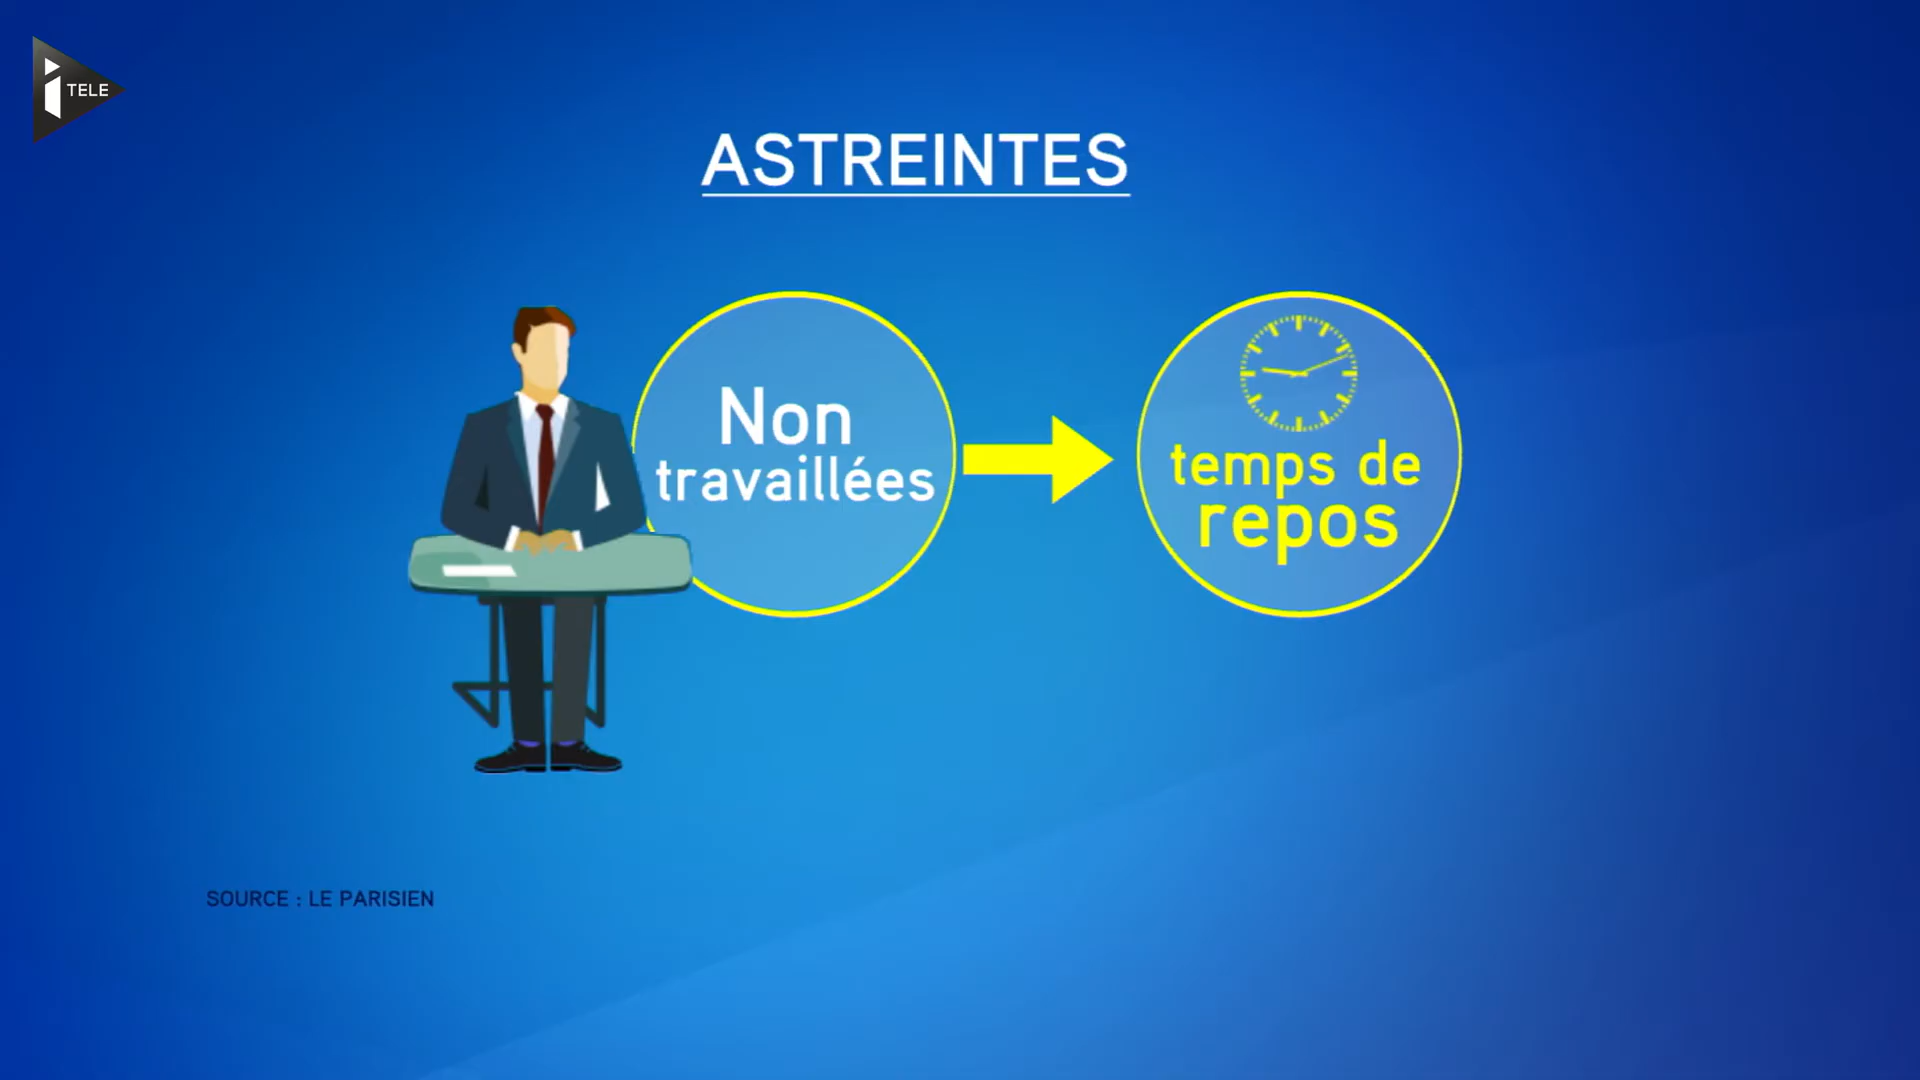 i TELE
ASTREINTES
Non
travaillées
temps de
repos
SOURCE : LE PARISIEN